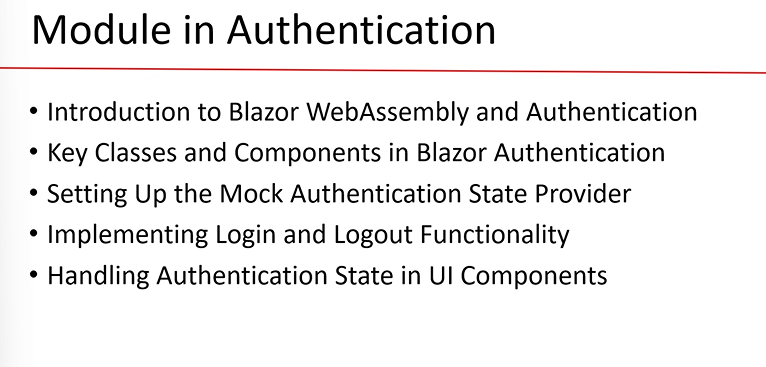 Module in Authentication
• Introduction to Blazor WebAssembly and Authentication
• Key Classes and Components in Blazor Authentication
• Setting Up the Mock Authentication State Provider
• Implementing Login and Logout Functionality
• Handling Authentication State in UI Components